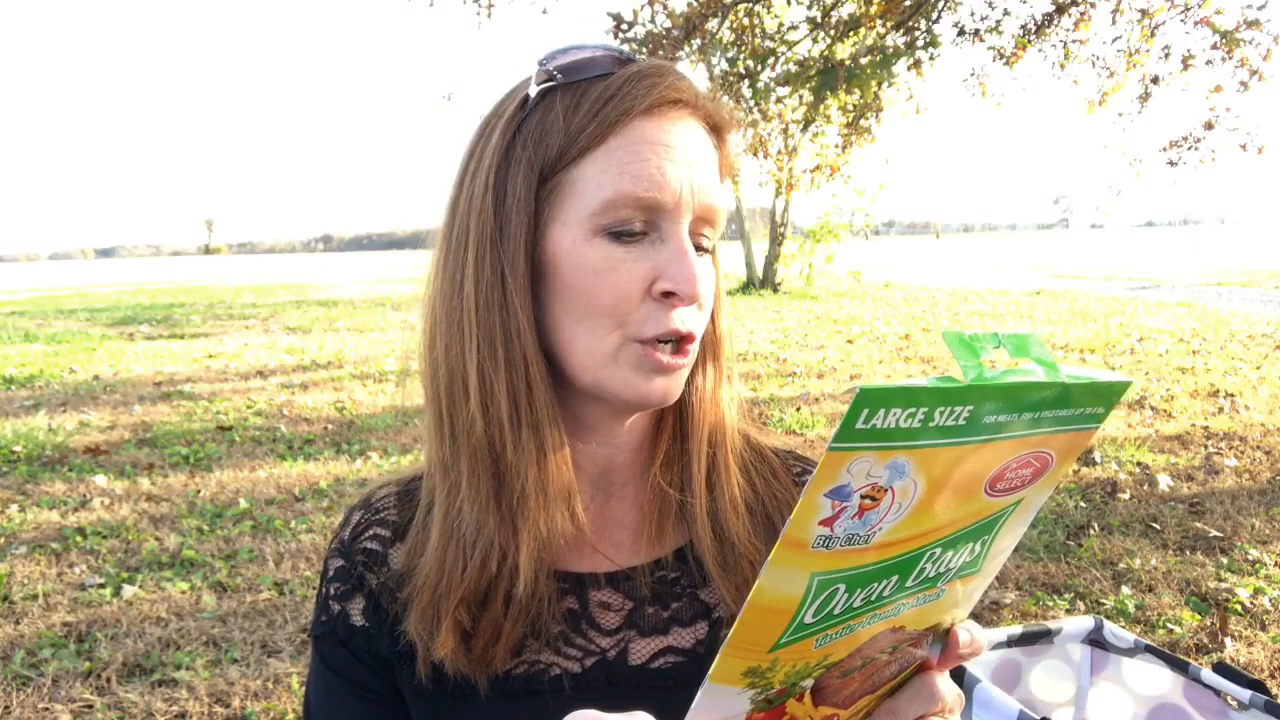 LARGE SIZE FOR MEATS, FISH & VEGETABLES UP TO 8 lbs.
HOME
SELECT
Big Chef
Oven Bags
Tastier Family Meals